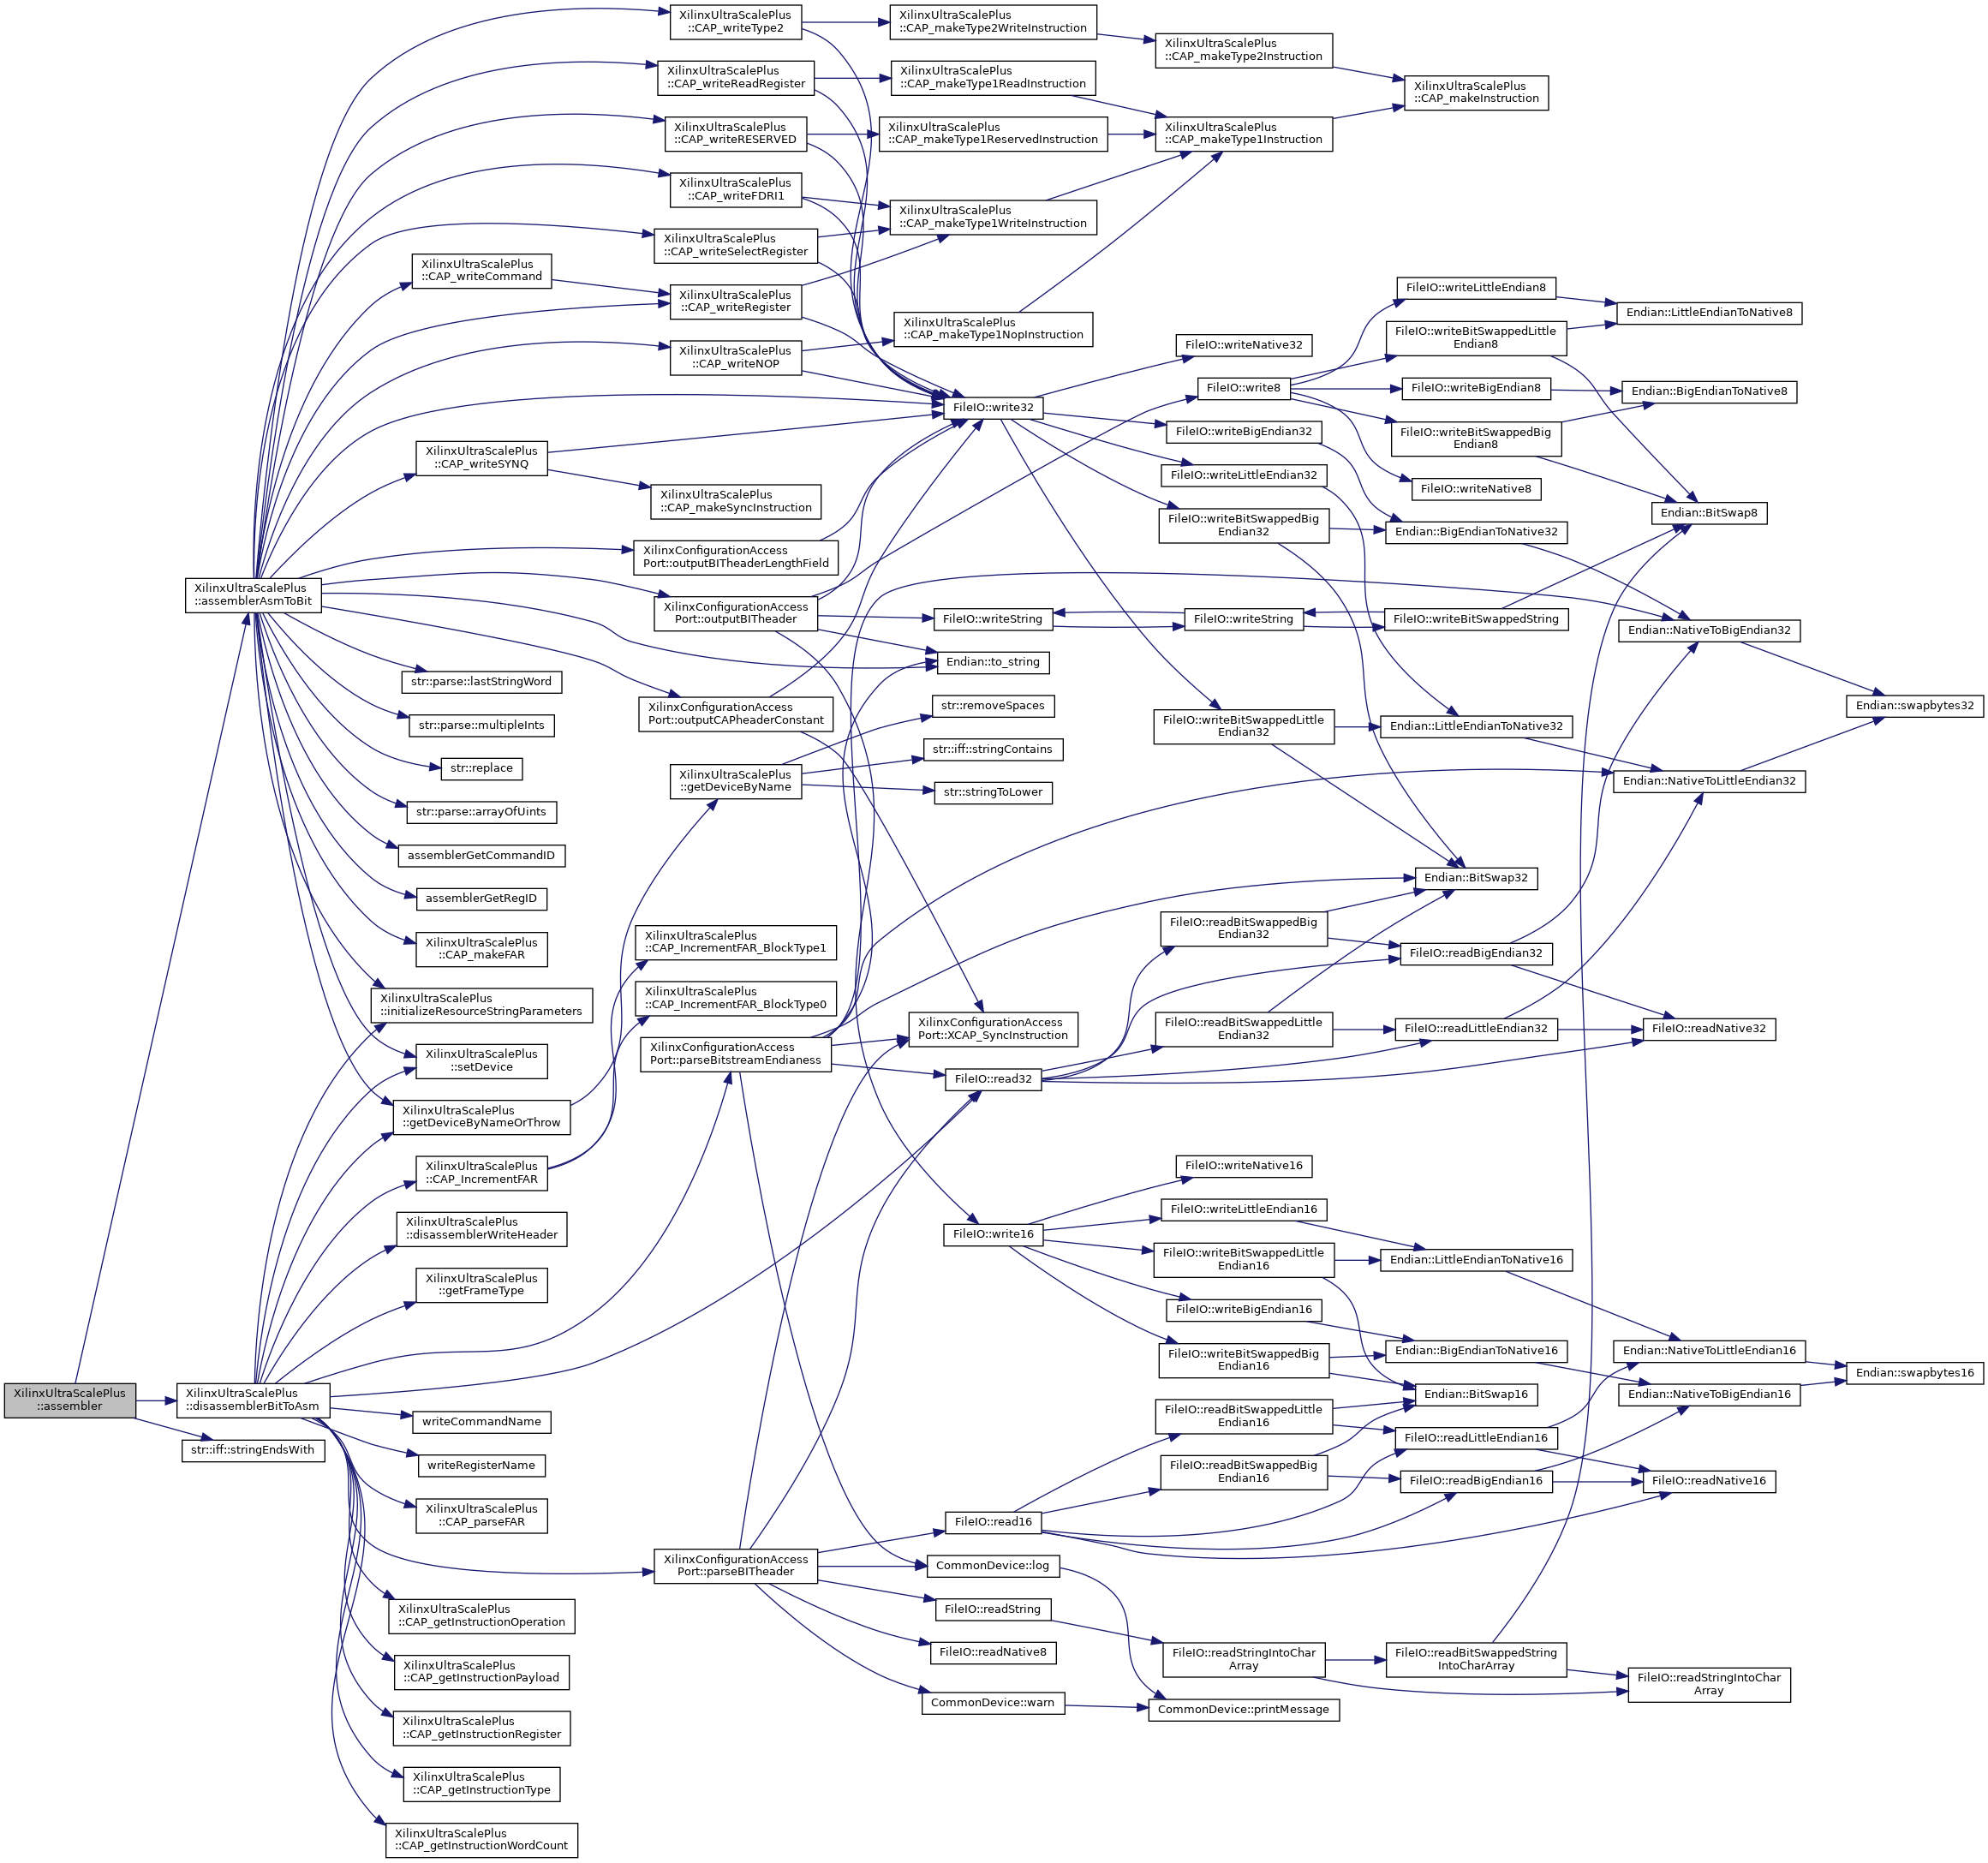 XilinxUltraScalePlus
::assembler
XilinxUltraScalePlus
::assemblerAsmToBit
XilinxUltraScalePlus
::disassemblerBitToAsm
str::iff::stringEndsWith
XilinxUltraScalePlus
::CAP_writeType2
XilinxUltraScalePlus
::CAP_writeReadRegister
XilinxUltraScalePlus
::CAP_writeRESERVED
XilinxUltraScalePlus
::CAP_writeFDRI1
XilinxUltraScalePlus
::CAP_writeSelectRegister
XilinxUltraScalePlus
::CAP_writeCommand
XilinxUltraScalePlus
::CAP_writeRegister
XilinxUltraScalePlus
::CAP_writeNOP
XilinxUltraScalePlus
::CAP_writeSYNQ
XilinxUltraScalePlus
::CAP_makeSyncInstruction
XilinxConfigurationAccess
Port::outputBITheaderLengthField
XilinxConfigurationAccess
Port::outputBITheader
str::parse::lastStringWord
XilinxConfigurationAccess
Port::outputCAPheaderConstant
str::parse::multipleInts
str::replace
str::parse::arrayOfUints
assemblerGetCommandID
assemblerGetRegID
XilinxUltraScalePlus
::CAP_makeFAR
XilinxUltraScalePlus
::initializeResourceStringParameters
XilinxUltraScalePlus
::setDevice
XilinxUltraScalePlus
::getDeviceByNameOrThrow
XilinxUltraScalePlus
::CAP_IncrementFAR
XilinxUltraScalePlus
::disassemblerWriteHeader
XilinxUltraScalePlus
::getFrameType
writeCommandName
writeRegisterName
XilinxUltraScalePlus
::CAP_parseFAR
XilinxUltraScalePlus
::CAP_getInstructionOperation
XilinxUltraScalePlus
::CAP_getInstructionPayload
XilinxUltraScalePlus
::CAP_getInstructionRegister
XilinxUltraScalePlus
::CAP_getInstructionType
XilinxUltraScalePlus
::CAP_getInstructionWordCount
XilinxUltraScalePlus
::getDeviceByName
XilinxUltraScalePlus
::CAP_IncrementFAR_BlockType1
XilinxUltraScalePlus
::CAP_IncrementFAR_BlockType0
XilinxConfigurationAccess
Port::parseBitstreamEndianess
XilinxConfigurationAccess
Port::parseBITheader
XilinxUltraScalePlus
::CAP_makeType2WriteInstruction
XilinxUltraScalePlus
::CAP_makeType1ReadInstruction
XilinxUltraScalePlus
::CAP_makeType1ReservedInstruction
XilinxUltraScalePlus
::CAP_makeType1WriteInstruction
XilinxUltraScalePlus
::CAP_makeType1NopInstruction
FileIO::write32
FileIO::writeString
Endian::to_string
str::removeSpaces
str::iff::stringContains
str::stringToLower
XilinxConfigurationAccess
Port::XCAP_SyncInstruction
FileIO::read32
FileIO::write16
FileIO::read16
CommonDevice::log
FileIO::readString
FileIO::readNative8
CommonDevice::warn
XilinxUltraScalePlus
::CAP_makeType2Instruction
XilinxUltraScalePlus
::CAP_makeType1Instruction
XilinxUltraScalePlus
::CAP_makeInstruction
FileIO::writeNative32
FileIO::write8
FileIO::writeBigEndian32
FileIO::writeLittleEndian32
FileIO::writeBitSwappedBig
Endian32
FileIO::writeString
FileIO::writeBitSwappedLittle
Endian32
FileIO::readBitSwappedBig
Endian32
FileIO::readBitSwappedLittle
Endian32
FileIO::writeNative16
FileIO::writeLittleEndian16
FileIO::writeBitSwappedLittle
Endian16
FileIO::writeBigEndian16
FileIO::writeBitSwappedBig
Endian16
FileIO::readBitSwappedLittle
Endian16
FileIO::readBitSwappedBig
Endian16
FileIO::readStringIntoChar
Array
CommonDevice::printMessage
FileIO::writeLittleEndian8
FileIO::writeBitSwappedLittle
Endian8
FileIO::writeBigEndian8
FileIO::writeBitSwappedBig
Endian8
FileIO::writeNative8
Endian::BigEndianToNative32
FileIO::writeBitSwappedString
Endian::LittleEndianToNative32
Endian::BitSwap32
FileIO::readBigEndian32
FileIO::readLittleEndian32
Endian::LittleEndianToNative16
Endian::BigEndianToNative16
Endian::BitSwap16
FileIO::readLittleEndian16
FileIO::readBigEndian16
FileIO::readBitSwappedString
IntoCharArray
Endian::LittleEndianToNative8
Endian::BigEndianToNative8
Endian::BitSwap8
Endian::NativeToBigEndian32
Endian::NativeToLittleEndian32
FileIO::readNative32
Endian::NativeToLittleEndian16
Endian::NativeToBigEndian16
FileIO::readNative16
FileIO::readStringIntoChar
Array
Endian::swapbytes32
Endian::swapbytes16